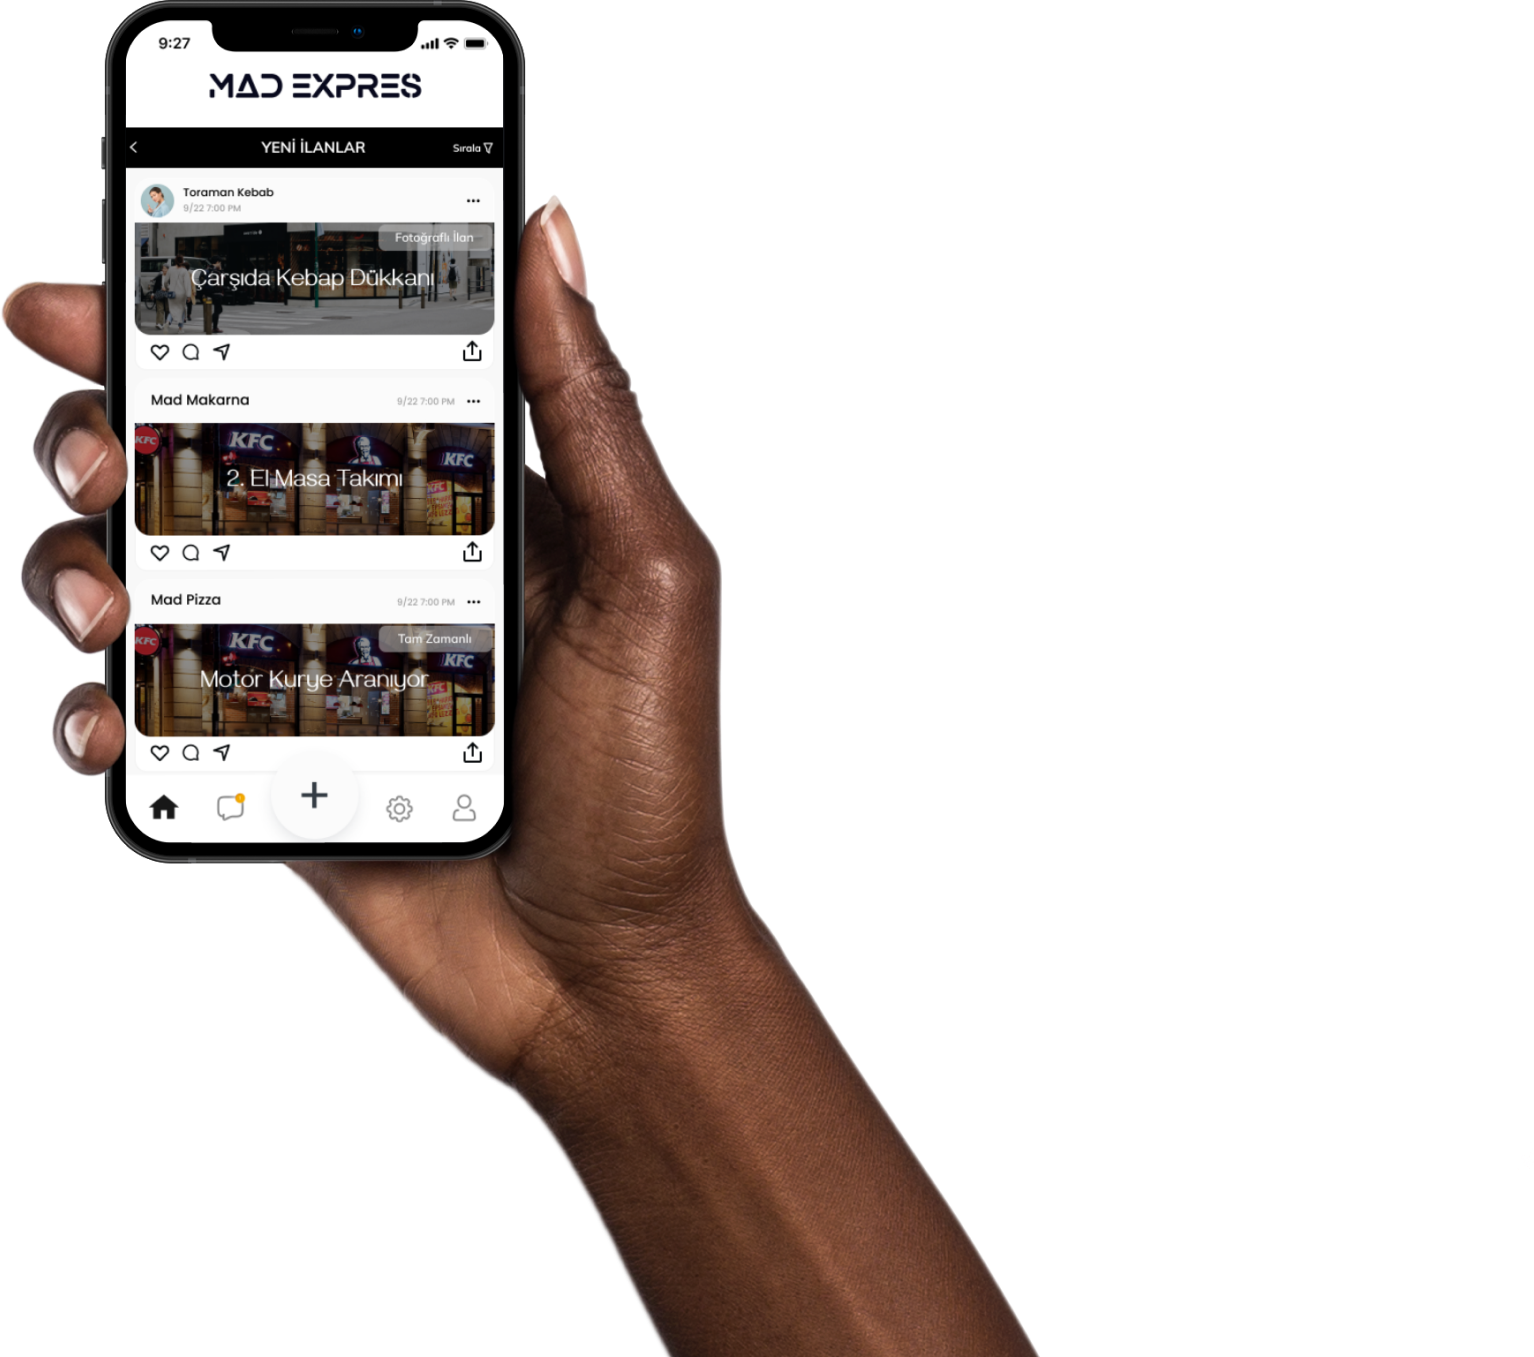 9:27
MAD EXPRES
YENİ İLANLAR
Sırala
Toraman Kebab
9/22 7:00 PM
Fotoğraflı İlan
Çarşıda Kebap Dükkanı
Mad Makarna
9/22 7:00 PM
KFC
KFC
KFC
2. El Masa Takımı
Mad Pizza
9/22 7:00 PM
Tam Zamanlı
KFC
KFC
KFC
Motor Kurye Aranıyor